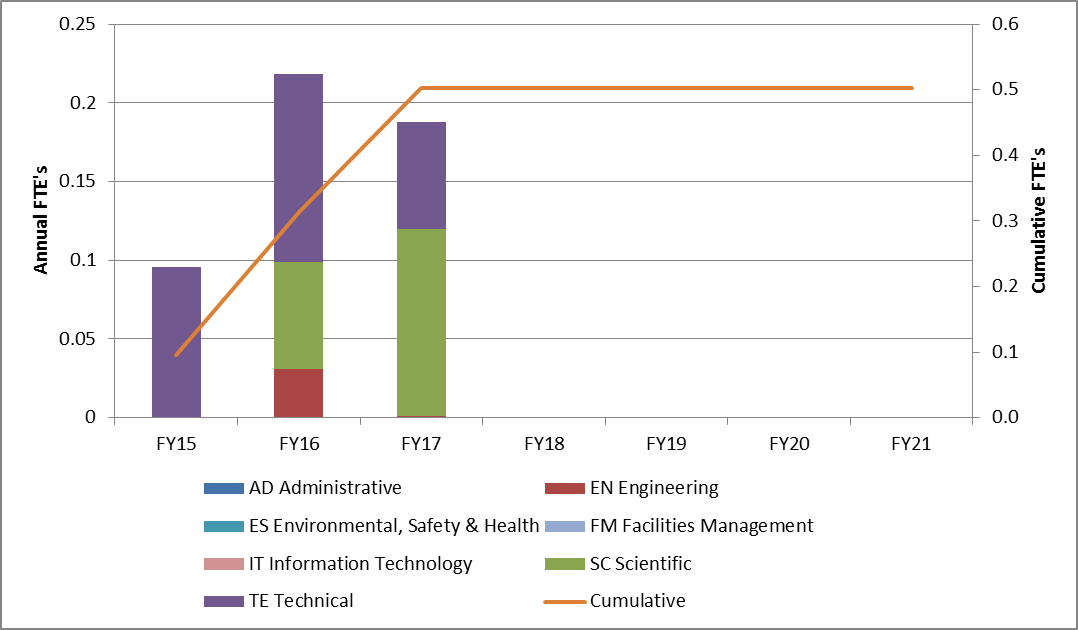 0.25
0.2
0.15
0.1
0.05
0
Annual FTE's
0.6
0.5
0.4
0.3
0.2
0.1
0.0
Cumulative FTE's
FY15 FY16 FY17 FY18 FY19 FY20 FY21
AD Administrative EN Engineering
ES Environmental, Safety & Health FM Facilities Management
IT Information Technology SC Scientific
TE Technical Cumulative